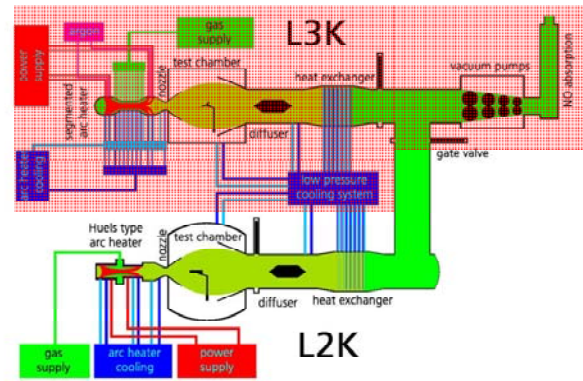 L3K
gas
supply
argon
power
supply
test chamber
nozzle
segmented
arc heater
heat exchanger
vacuum pumps
NO absorption
diffuser
gate valve
arc heater
cooling
low pressure
cooling system
Huels type
arc heater
nozzle
test chamber
diffuser
heat exchanger
L2K
gas
supply
arc heater
cooling
power
supply